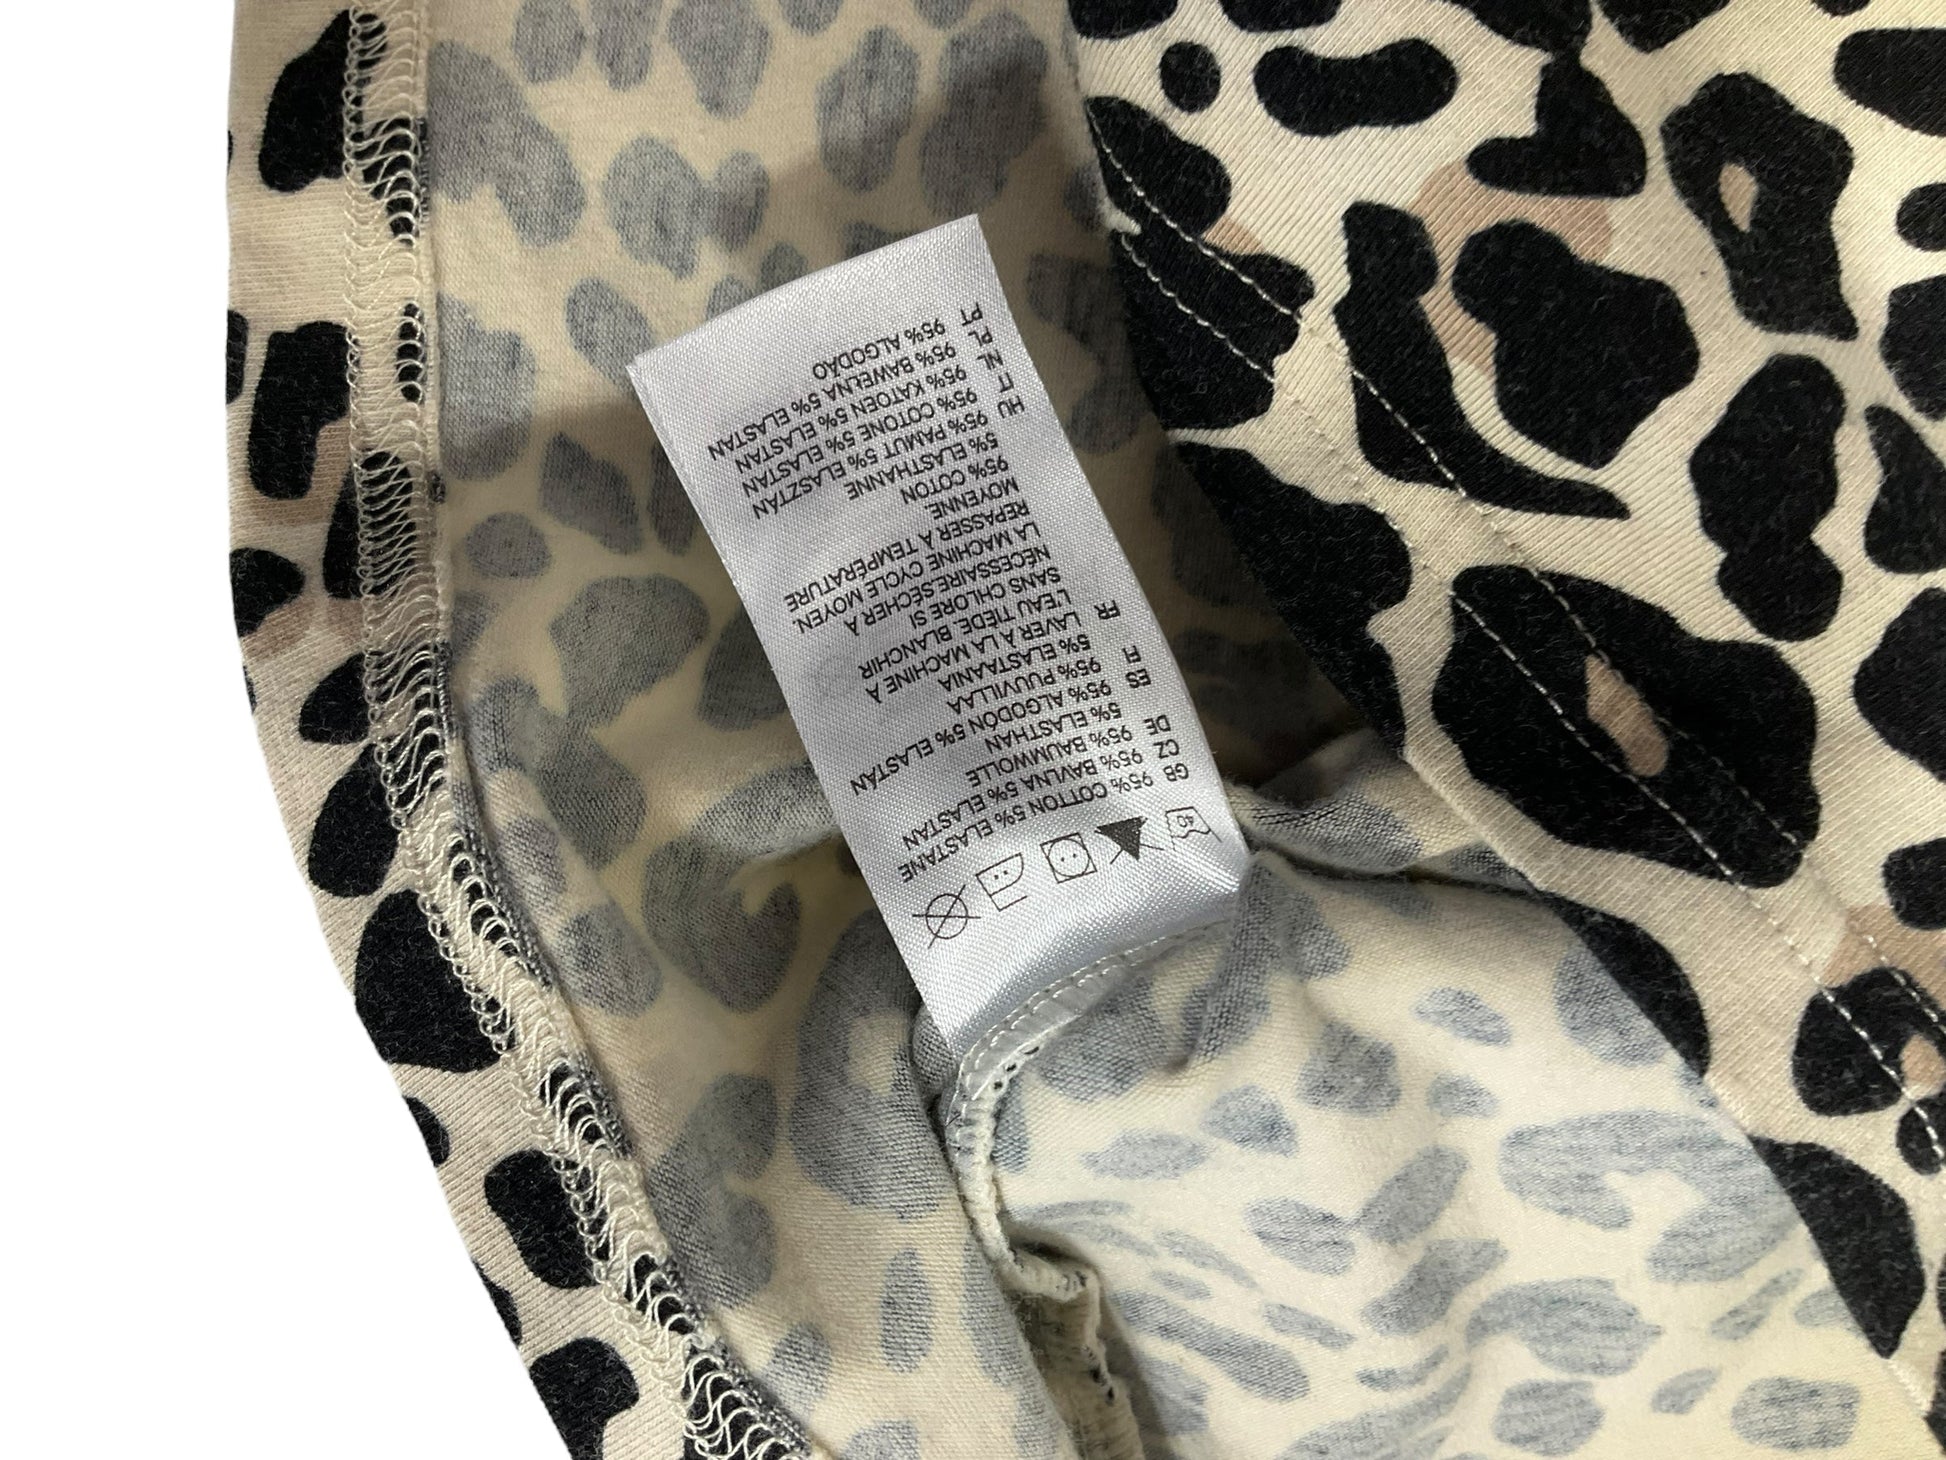 40
GB
95% COTTON 5% ELASTANE
CZ
95% BAVLNA 5% ELASTAN
DE
95% BAUMWOLLE
5% ELASTHAN
ES
95% ALGODÓN 5% ELASTÁN
FI
95% PUUVILLA
5% ELASTAANIA
FR
LAVER À LA MACHINE À
L'EAU TIÈDE. BLANCHIR
SANS CHLORE SI
NÉCESSAIRE.SÉCHER À
LA MACHINE CYCLE MOYEN.
REPASSER À TEMPÉRATURE
MOYENNE.
95% COTON
5% ELASTHANNE
HU
95% PAMUT 5% ELASZTÁN
IT
95% COTONE 5% ELASTAN
NL
95% KATOEN 5% ELASTAN
PL
95% BAWEŁNA 5% ELASTAN
PT
95% ALGODÃO